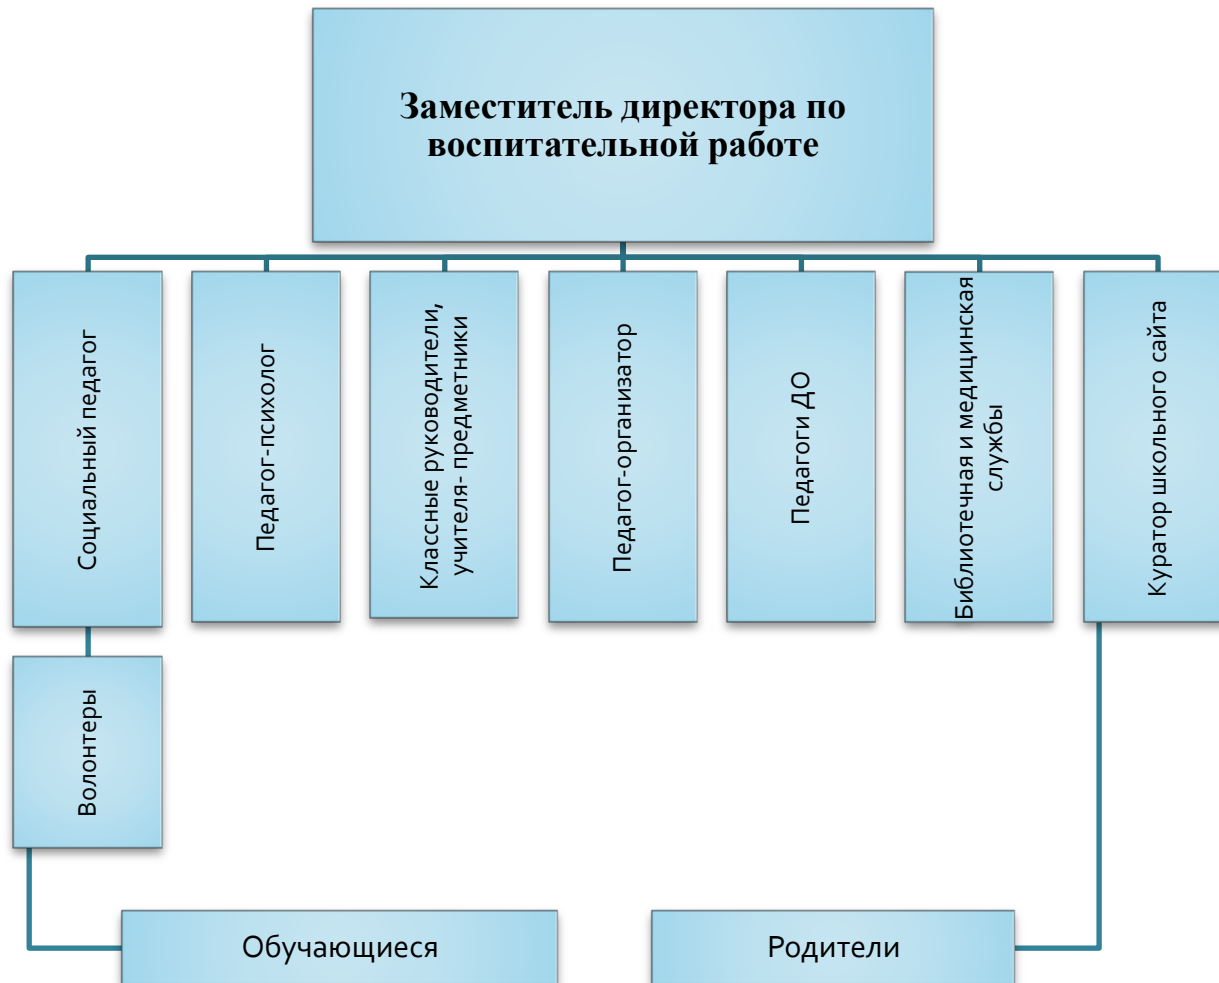 Заместитель директора по
воспитательной работе
Социальный педагог
Педагог-психолог
Классные руководители,
учителя- предметники
Педагог-организатор
Педагоги ДО
Библиотечная и медицинская
службы
Куратор школьного сайта
Волонтеры
Обучающиеся
Родители